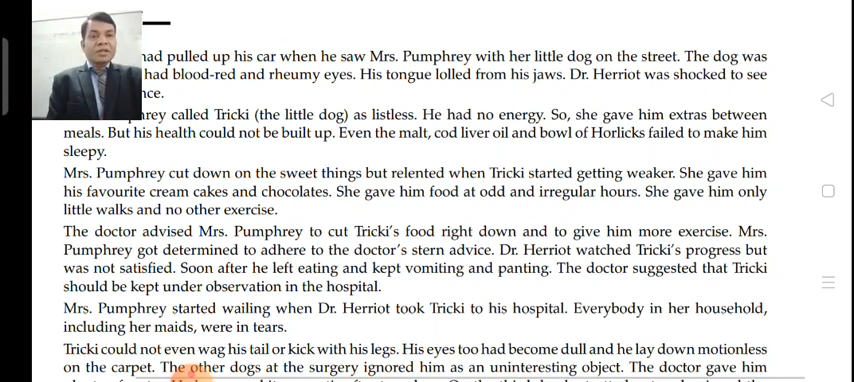 had pulled up his car when he saw Mrs. Pumphrey with her little dog on the street. The dog was
had blood-red and rheumy eyes. His tongue lolled from his jaws. Dr. Herriot was shocked to see
called Tricki (the little dog) as listless. He had no energy. So, she gave him extras between
meals. But his health could not be built up. Even the malt, cod liver oil and bowl of Horlicks failed to make him
sleepy.
Mrs. Pumphrey cut down on the sweet things but relented when Tricki started getting weaker. She gave him
his favourite cream cakes and chocolates. She gave him food at odd and irregular hours. She gave him only
little walks and no other exercise.
The doctor advised Mrs. Pumphrey to cut Tricki's food right down and to give him more exercise. Mrs.
Pumphrey got determined to adhere to the doctor's stern advice. Dr. Herriot watched Tricki's progress but
was not satisfied. Soon after he left eating and kept vomiting and panting. The doctor suggested that Tricki
should be kept under observation in the hospital.
Mrs. Pumphrey started wailing when Dr. Herriot took Tricki to his hospital. Everybody in her household,
including her maids, were in tears.
Tricki could not even wag his tail or kick with his legs. His eyes too had become dull and he lay down motionless
on the carpet. The other dogs at the surgery ignored him as an uninteresting object. The doctor gave him